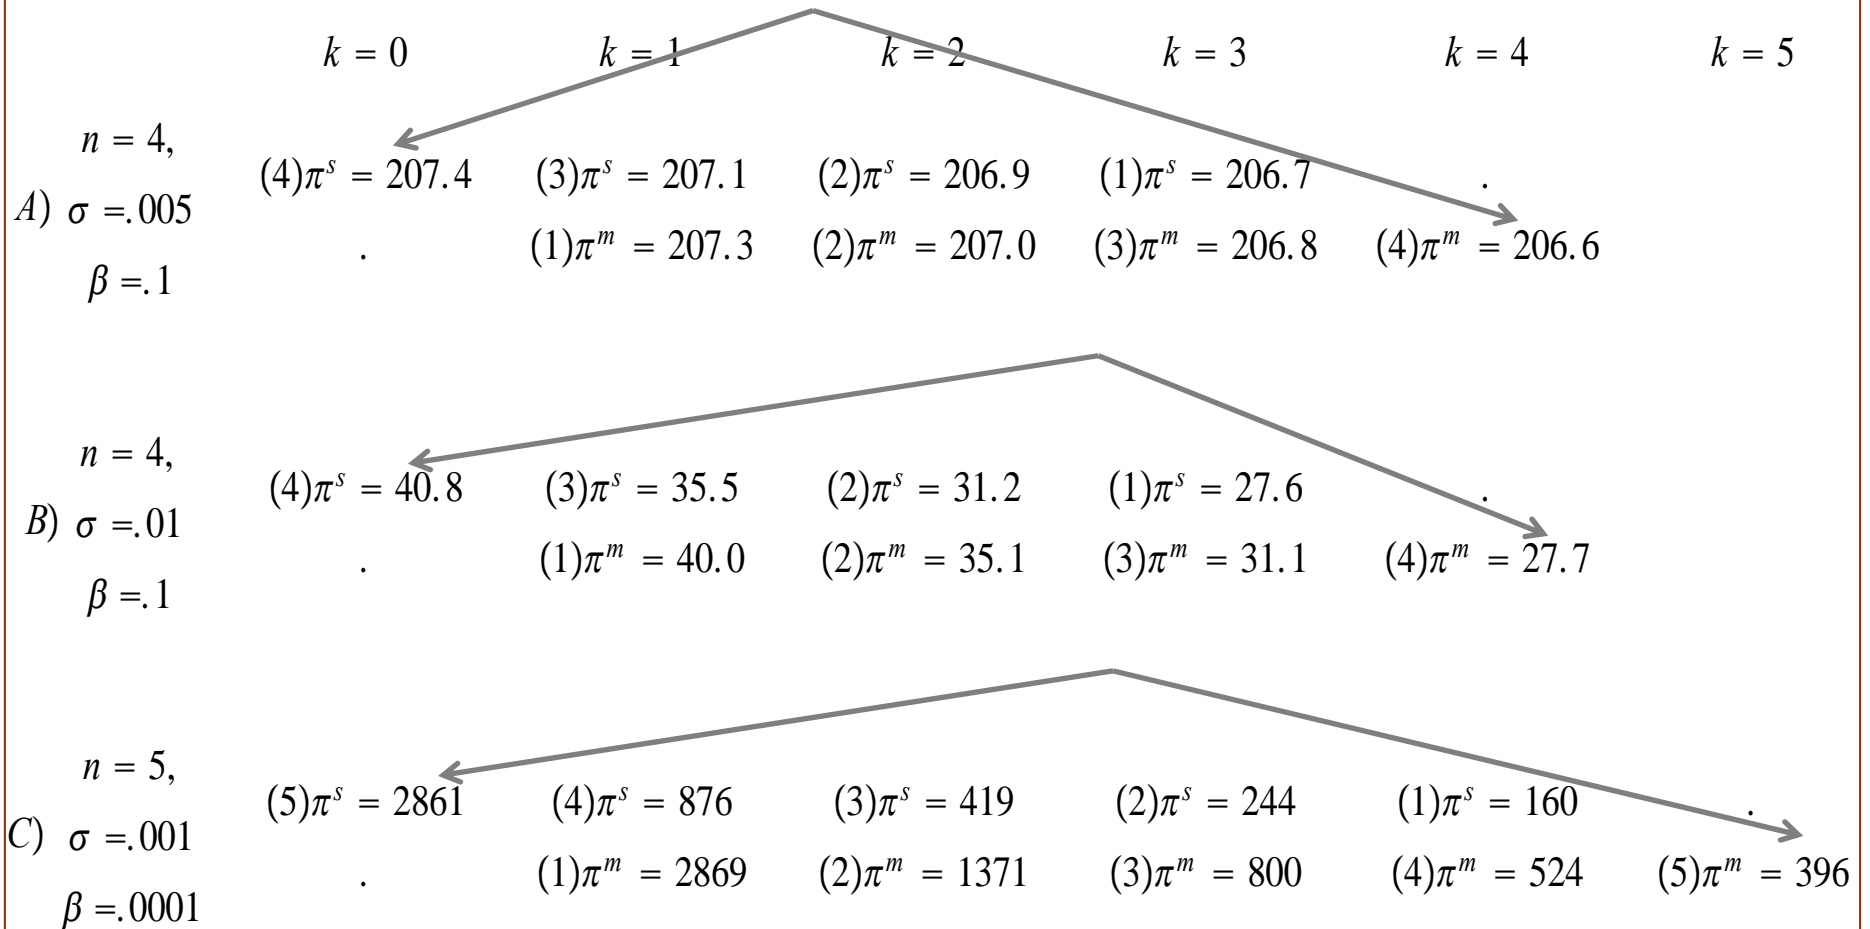 k = 0 k = 1 k = 2 k = 3 k = 4 k = 5
n = 4,
(4)π^s = 207.4 (3)π^s = 207.1 (2)π^s = 206.9 (1)π^s = 206.7 .
A) σ =.005
. (1)π^m = 207.3 (2)π^m = 207.0 (3)π^m = 206.8 (4)π^m = 206.6
β =.1
n = 4,
(4)π^s = 40.8 (3)π^s = 35.5 (2)π^s = 31.2 (1)π^s = 27.6 .
B) σ =.01
. (1)π^m = 40.0 (2)π^m = 35.1 (3)π^m = 31.1 (4)π^m = 27.7
β =.1
n = 5,
(5)π^s = 2861 (4)π^s = 876 (3)π^s = 419 (2)π^s = 244 (1)π^s = 160 .
C) σ =.001
. (1)π^m = 2869 (2)π^m = 1371 (3)π^m = 800 (4)π^m = 524 (5)π^m = 396
β =.0001